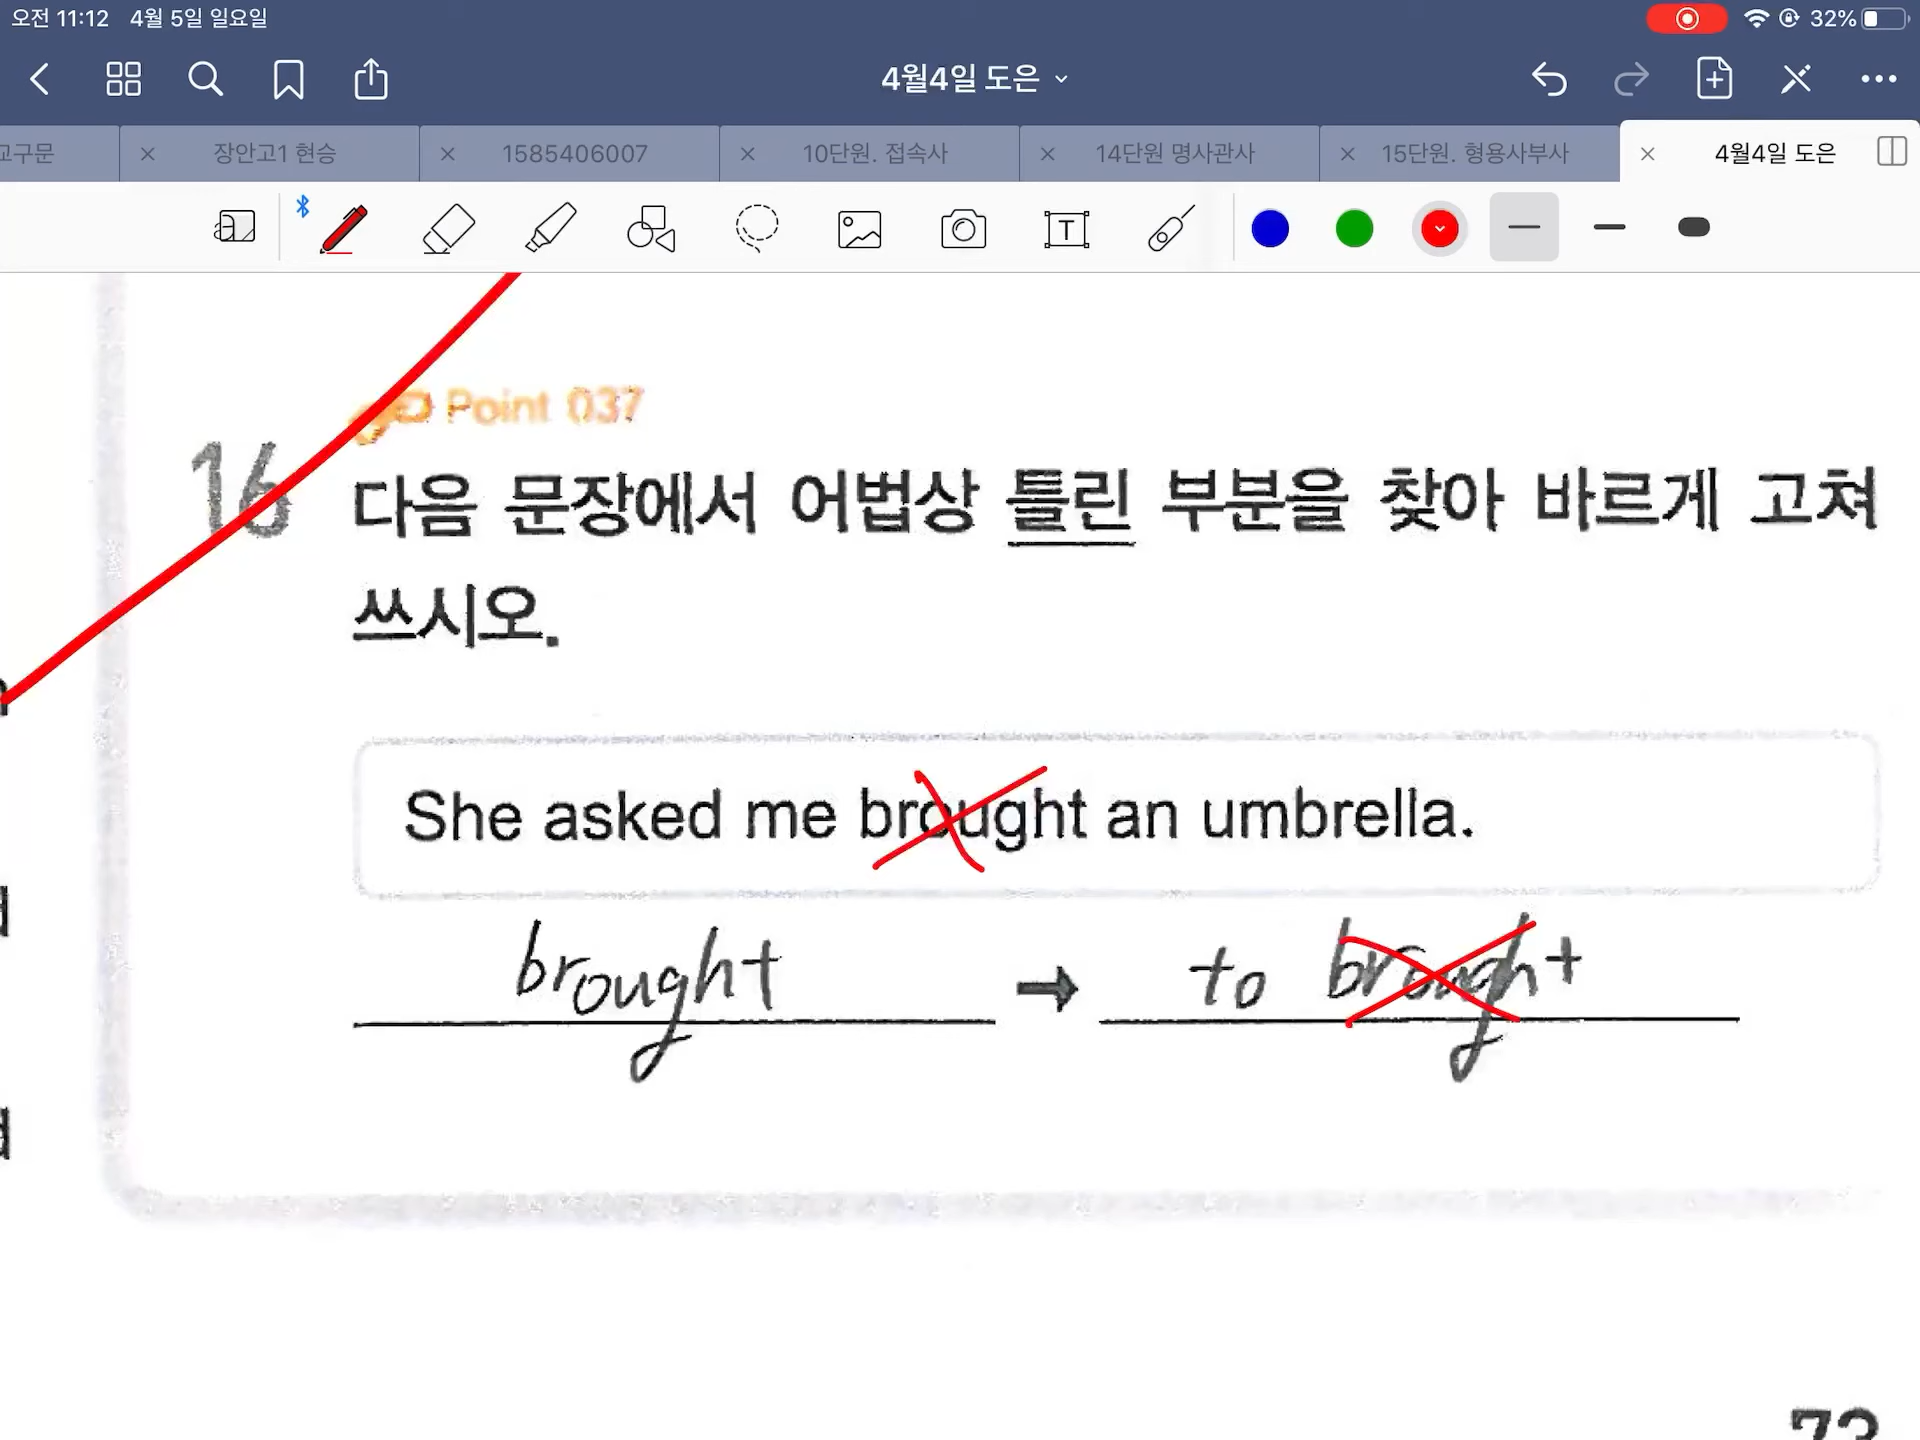 오전 11:12 4월 5일 일요일 32%
4월4일 도은
교구문 장안고1 현승 1585406007 10단원. 접속사 14단원 명사관사 15단원. 형용사부사 4월4일 도은
Point 037
16 다음 문장에서 어법상 틀린 부분을 찾아 바르게 고쳐
쓰시오.
She asked me brought an umbrella.
brought → to brought